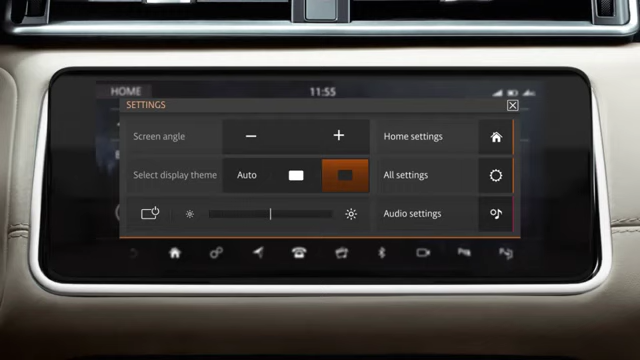 HOME 11:55
SETTINGS
Screen angle − + Home settings
Select display theme Auto All settings
Audio settings